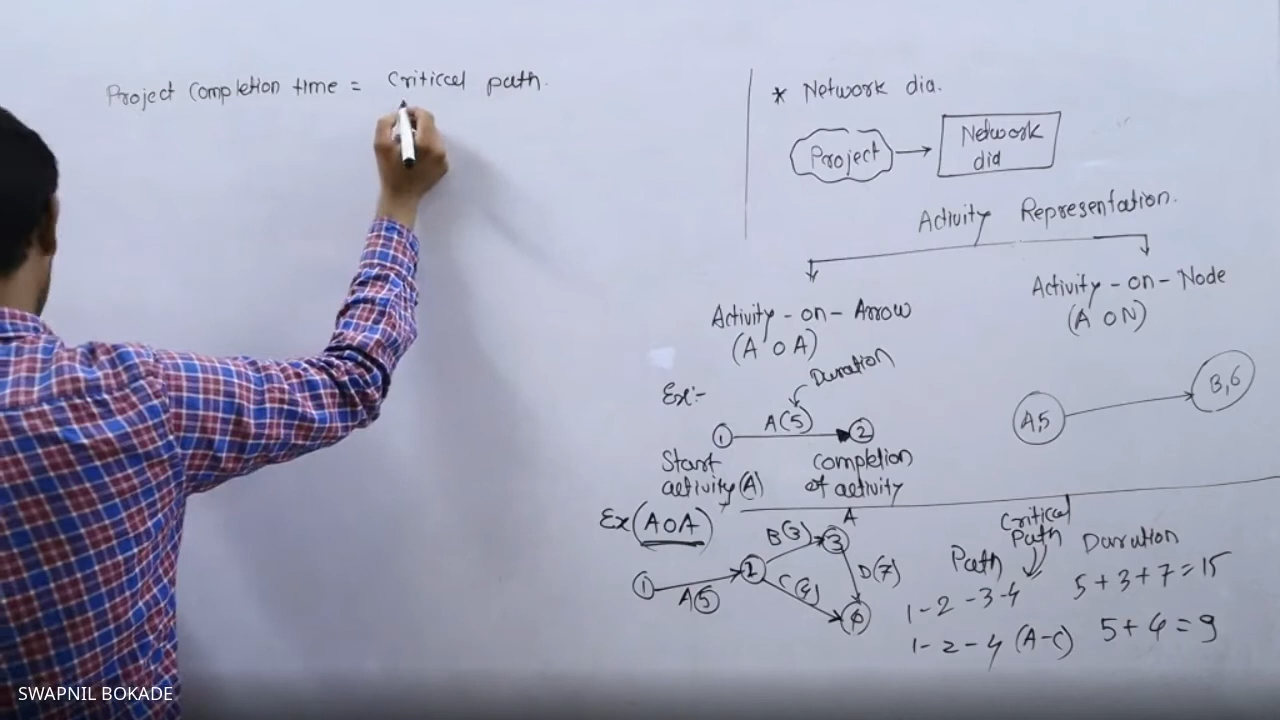 Project Completion time = Critical path.
* Network dia.
Project
Network
dia
Activity Representation.
Activity - on - Arrow
(A O A)
Activity - on - Node
(A ON)
Duration
Ex:-
A(5)
1
2
A,5
B,6
Start
activity (A)
Completion
of activity
Ex(AOA)
B(3)
3
A
1
A(5)
2
C(4)
D(7)
4
Critical
Path
Path
Duration
1-2-3-4
5+3+7=15
1-2-4 (A-C)
5+4=9
SWAPNIL BOKADE